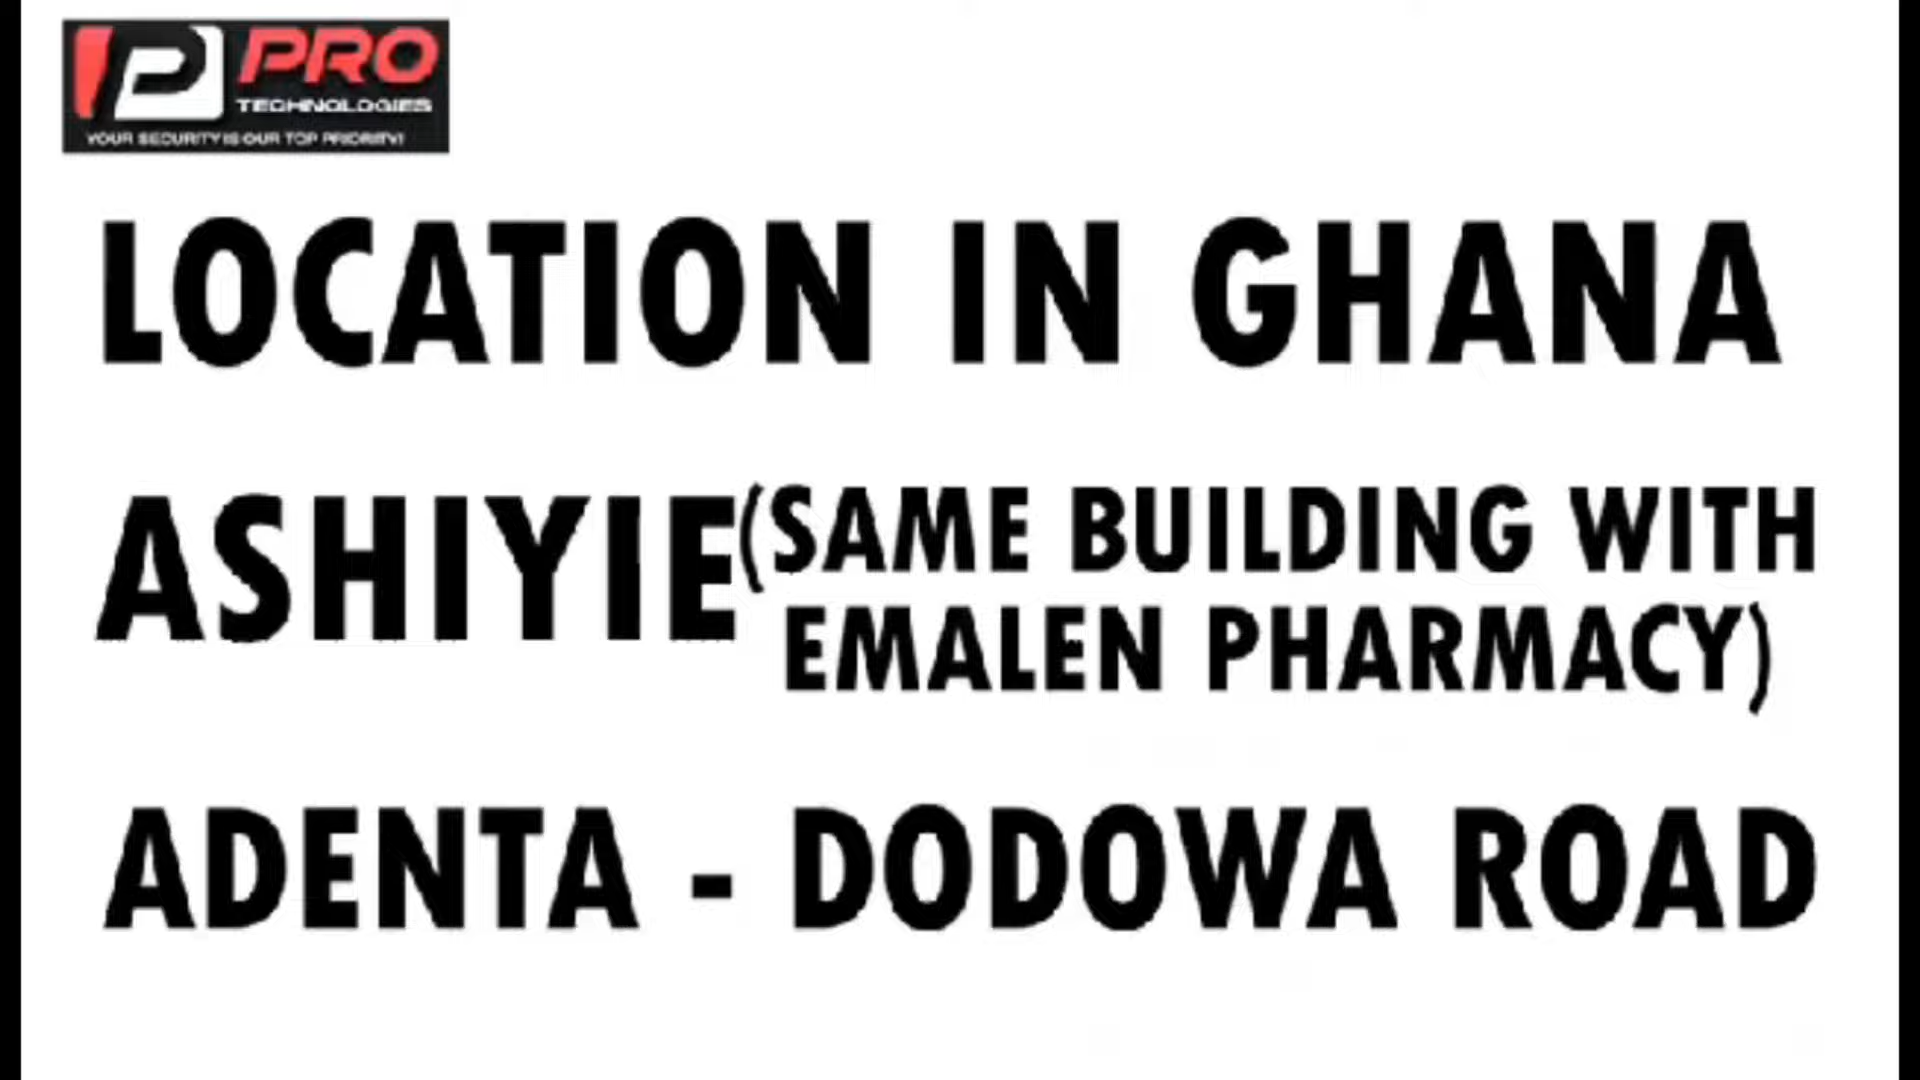 PRO
TECHNOLOGIES
YOUR SECURITY IS OUR TOP PRIORITY!
LOCATION IN GHANA
ASHIYIE (SAME BUILDING WITH
EMALEN PHARMACY)
ADENTA - DODOWA ROAD